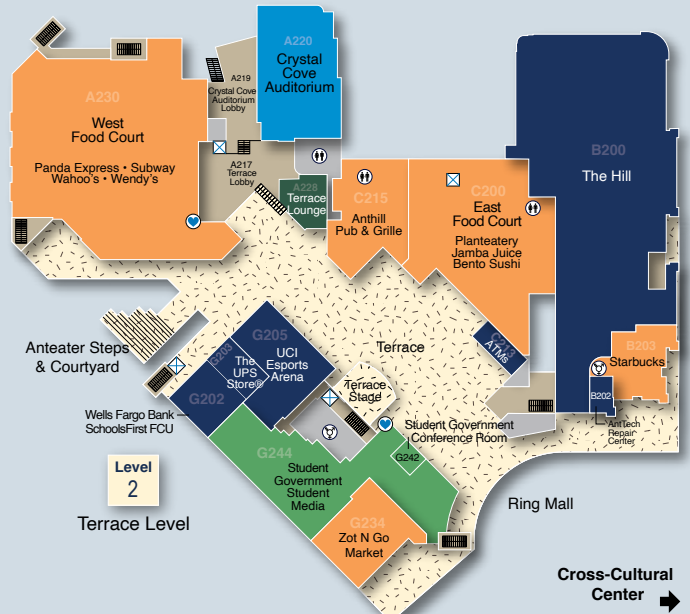 A220
Crystal
Cove
Auditorium
A219
Crystal Cove
Auditorium
Lobby
A230
West
Food Court
Panda Express • Subway
Wahoo's • Wendy's
A217
Terrace
Lobby
A228
Terrace
Lounge
C215
Anthill
Pub & Grille
C200
East
Food Court
Planteatery
Jamba Juice
Bento Sushi
B200
The Hill
C213
ATMs
B203
Starbucks
B202
AntTech
Repair
Center
Anteater Steps
& Courtyard
G205
UCI
Esports
Arena
G203
The
UPS
Store®
G202
Wells Fargo Bank
SchoolsFirst FCU
Terrace
Terrace
Stage
Student Government
Conference Room
G242
G244
Student
Government
Student
Media
G234
Zot N Go
Market
Level
2
Terrace Level
Ring Mall
Cross-Cultural
Center